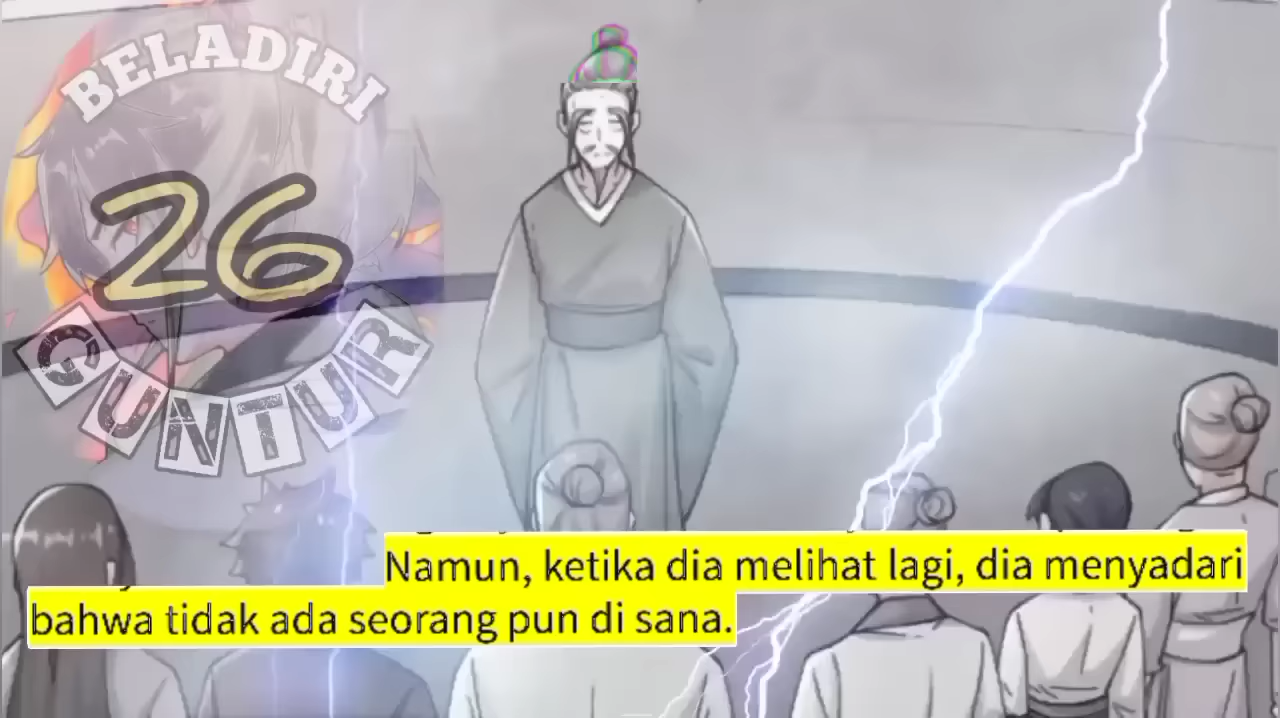 BELADIRI
26
GUNTUR
Namun, ketika dia melihat lagi, dia menyadari
bahwa tidak ada seorang pun di sana.